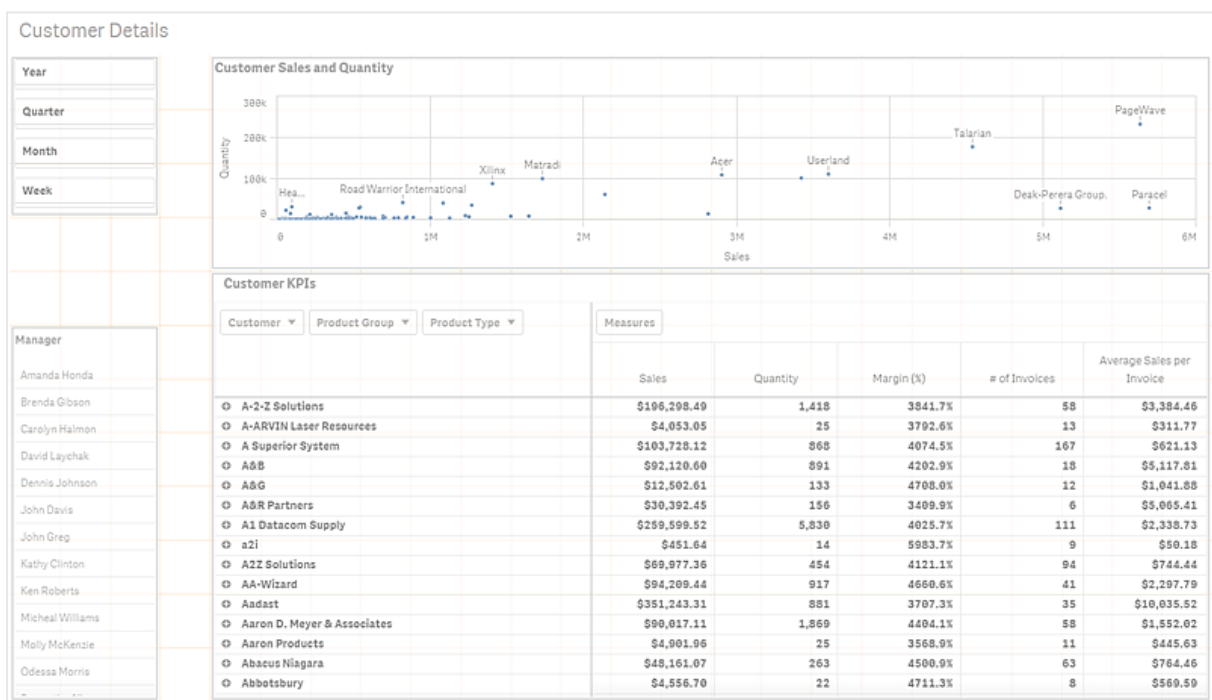 Customer Details
Year
Quarter
Month
Week
Customer Sales and Quantity
300k
200k
100k
0
Quantity
PageWave
Talarian
Acer
Userland
Xilinx
Matradi
Hea...
Road Warrior International
Deak-Perera Group.
Paracel
0 1M 2M 3M 4M 5M 6M
Sales
Manager
Amanda Honda
Brenda Gibson
Carolyn Halmon
David Laychak
Dennis Johnson
John Davis
John Greg
Kathy Clinton
Ken Roberts
Micheal Williams
Molly McKenzie
Odessa Morris
Customer KPIs
Customer Product Group Product Type Measures
Sales Quantity Margin (%) # of Invoices Average Sales per Invoice
A-2-Z Solutions $196,298.49 1,418 3841.7% 58 $3,384.46
A-ARVIN Laser Resources $4,053.05 25 3792.6% 13 $311.77
A Superior System $103,728.12 868 4074.5% 167 $621.13
A&B $92,120.60 891 4202.9% 18 $5,117.81
A&G $12,502.61 133 4708.0% 12 $1,041.88
A&R Partners $30,392.45 156 3409.9% 6 $5,065.41
A1 Datacom Supply $259,599.52 5,830 4025.7% 111 $2,338.73
a2i $451.64 14 5983.7% 9 $50.18
A2Z Solutions $69,977.36 454 4121.1% 94 $744.44
AA-Wizard $94,209.44 917 4660.6% 41 $2,297.79
Aadast $351,243.31 881 3707.3% 35 $10,035.52
Aaron D. Meyer & Associates $90,017.11 1,869 4404.1% 58 $1,552.02
Aaron Products $4,901.96 25 3568.9% 11 $445.63
Abacus Niagara $48,161.07 263 4500.9% 63 $764.46
Abbotsbury $4,556.70 22 4711.3% 8 $569.59